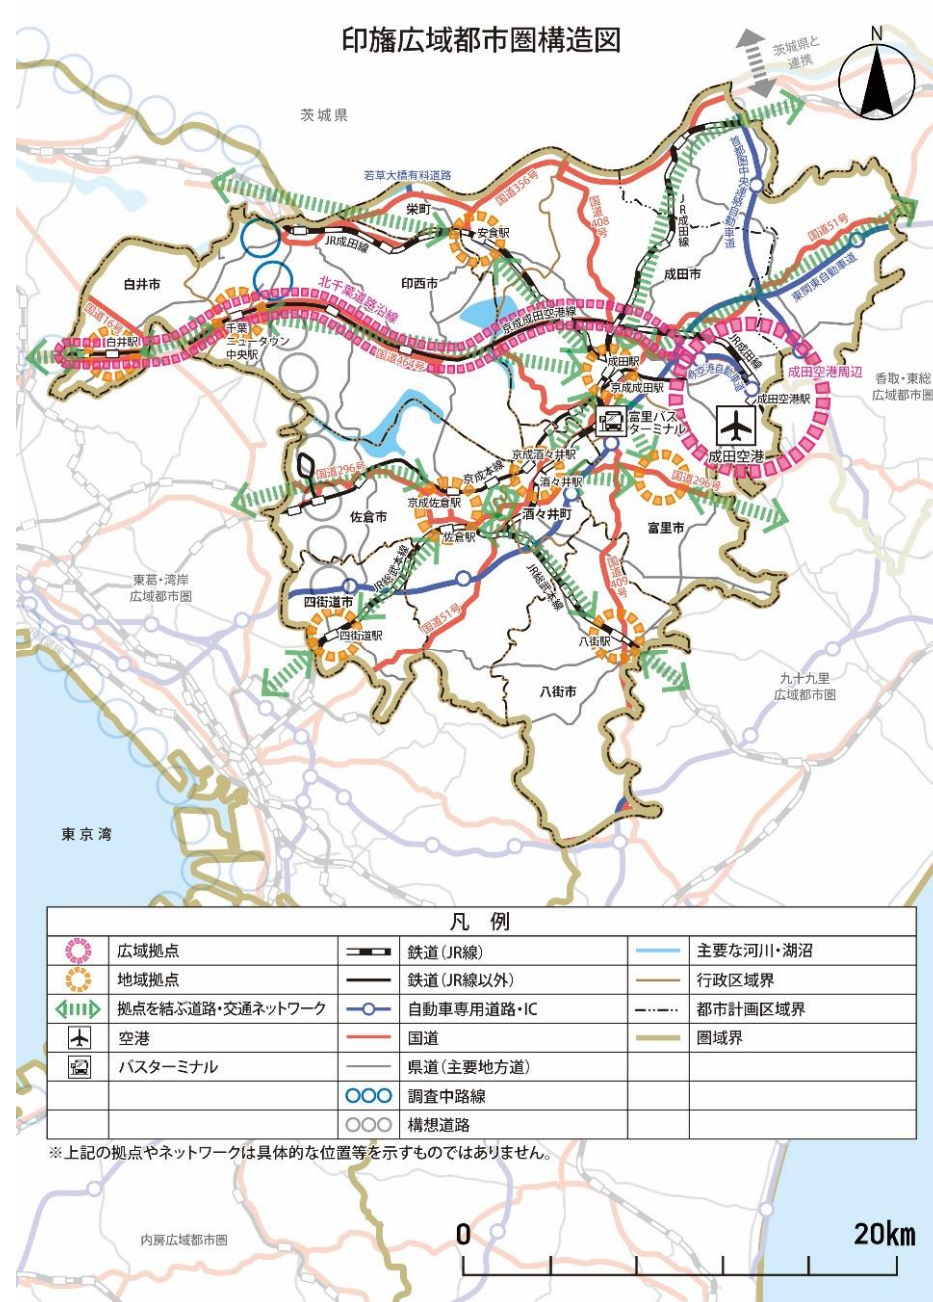 印旛広域都市圏構造図
N
茨城県と
連携
茨城県
若草大橋有料道路
国道356号
栄町
安食駅
JR成田線
国道
408号
JR成田線
首都圏中央連絡自動車道
国道51号
東関東自動車道
成田市
白井市
印西市
北千葉道路沿線
国道16号
白井駅
千葉
ニュータウン
中央駅
国道464号
京成成田空港線
成田駅
京成成田駅
JR成田線
新空港自動車道
成田空港駅
成田空港周辺
成田空港
香取・東総
広域都市圏
富里バス
ターミナル
国道296号
京成本線
京成酒々井駅
酒々井駅
国道296号
京成佐倉駅
佐倉市
佐倉駅
酒々井町
富里市
東葛・湾岸
広域都市圏
四街道市
JR総武本線
JR総武本線
国道
409号
国道51号
四街道駅
八街駅
八街市
九十九里
広域都市圏
東京湾
凡 例
広域拠点
鉄道(JR線)
主要な河川・湖沼
地域拠点
鉄道(JR線以外)
行政区域界
拠点を結ぶ道路・交通ネットワーク
自動車専用道路・IC
都市計画区域界
空港
国道
圏域界
バスターミナル
県道(主要地方道)
調査中路線
構想道路
※上記の拠点やネットワークは具体的な位置等を示すものではありません。
内房広域都市圏
0
20km